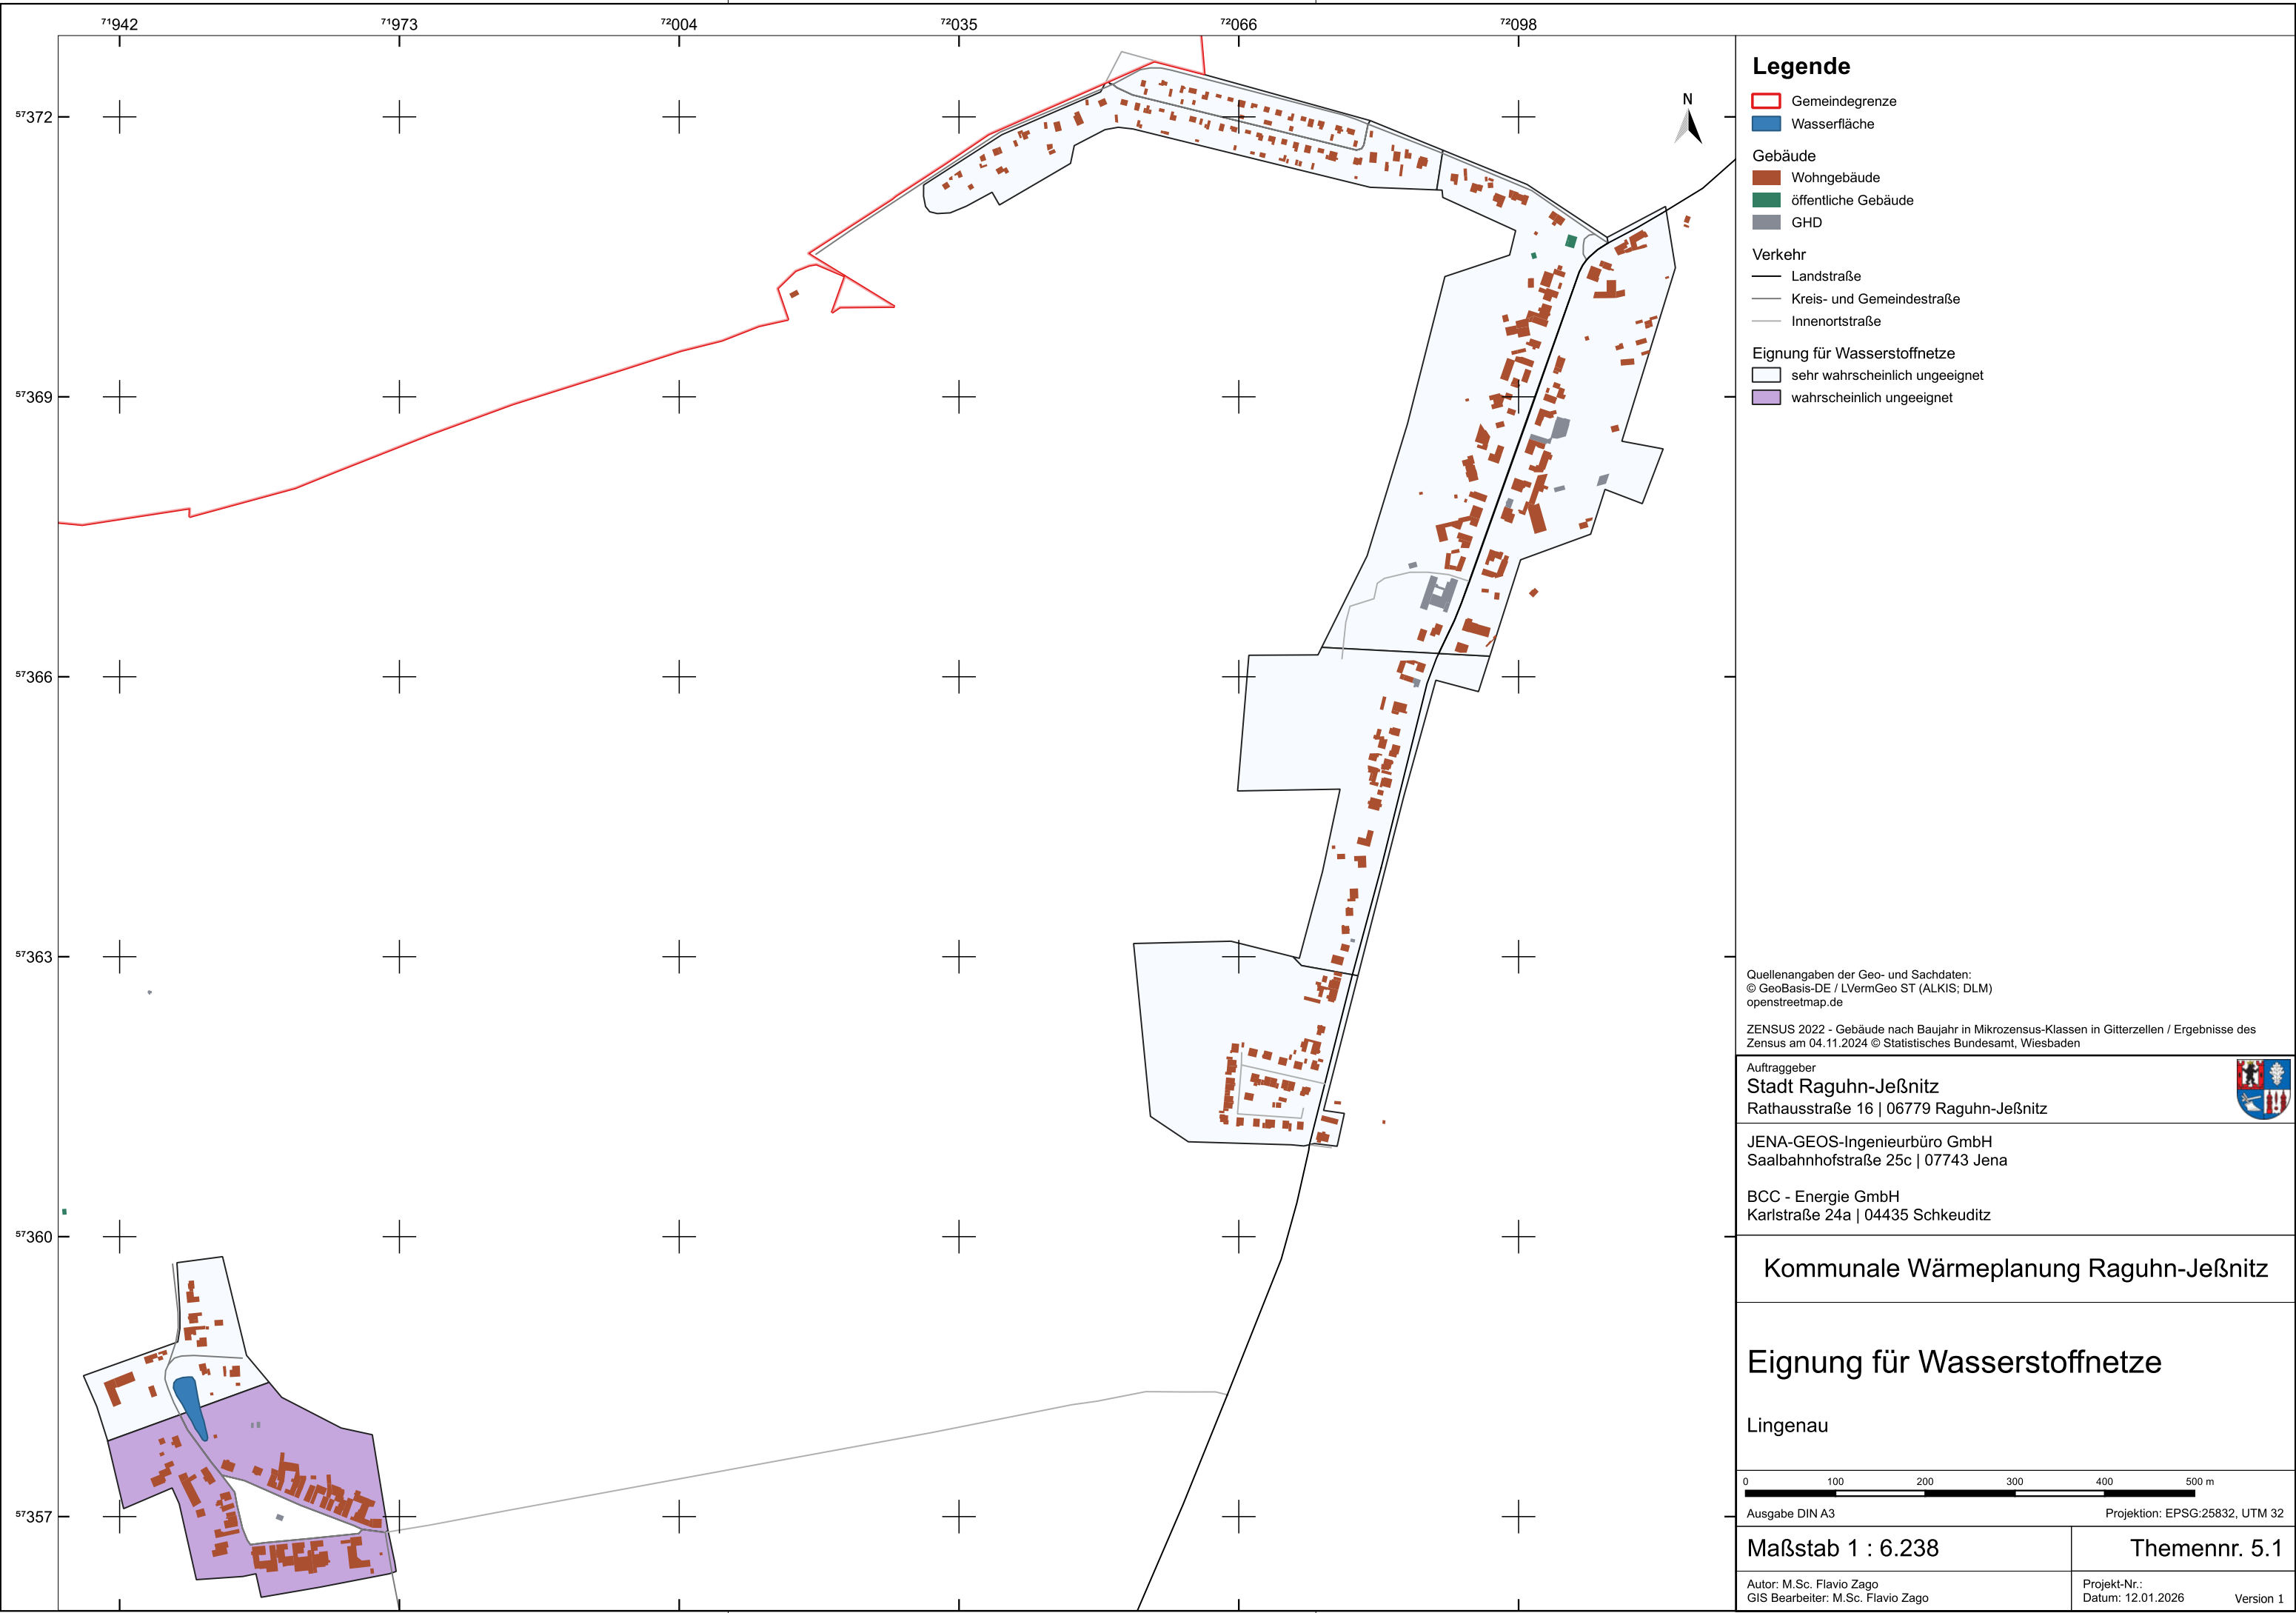 71942
71973
72004
72035
72066
72098
57372
57369
57366
57363
57360
57357
N
Legende
Gemeindegrenze
Wasserfläche
Gebäude
Wohngebäude
öffentliche Gebäude
GHD
Verkehr
Landstraße
Kreis- und Gemeindestraße
Innenortstraße
Eignung für Wasserstoffnetze
sehr wahrscheinlich ungeeignet
wahrscheinlich ungeeignet
Quellenangaben der Geo- und Sachdaten:
© GeoBasis-DE / LVermGeo ST (ALKIS; DLM)
openstreetmap.de
ZENSUS 2022 - Gebäude nach Baujahr in Mikrozensus-Klassen in Gitterzellen / Ergebnisse des
Zensus am 04.11.2024 © Statistisches Bundesamt, Wiesbaden
Auftraggeber
Stadt Raguhn-Jeßnitz
Rathausstraße 16 | 06779 Raguhn-Jeßnitz
JENA-GEOS-Ingenieurbüro GmbH
Saalbahnhofstraße 25c | 07743 Jena
BCC - Energie GmbH
Karlstraße 24a | 04435 Schkeuditz
Kommunale Wärmeplanung Raguhn-Jeßnitz
Eignung für Wasserstoffnetze
Lingenau
0 100 200 300 400 500 m
Ausgabe DIN A3 Projektion: EPSG:25832, UTM 32
Maßstab 1 : 6.238 Themennr. 5.1
Autor: M.Sc. Flavio Zago Projekt-Nr.:
GIS Bearbeiter: M.Sc. Flavio Zago Datum: 12.01.2026 Version 1